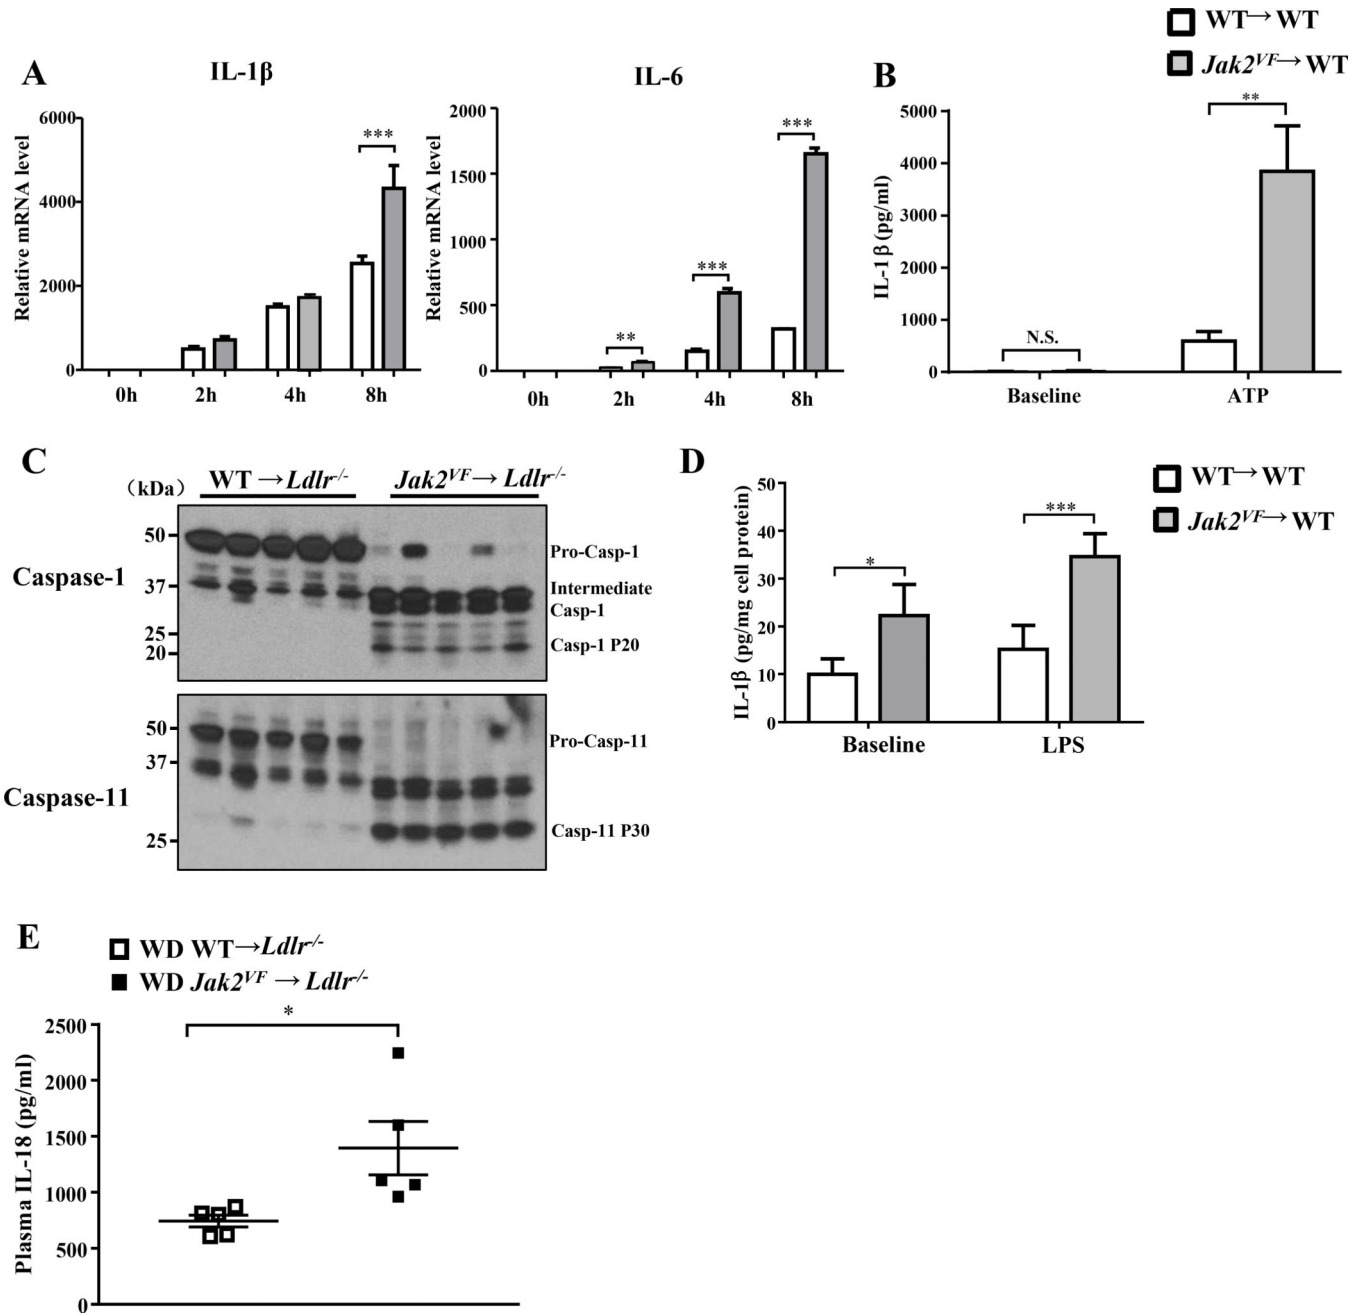 WT→WT
Jak2VF→WT
A
IL-1β
IL-6
B
Relative mRNA level
6000
4000
2000
0
***
0h 2h 4h 8h
Relative mRNA level
2000
1500
1000
500
0
**
***
***
0h 2h 4h 8h
IL-1β (pg/ml)
5000
4000
3000
2000
1000
0
N.S.
**
Baseline ATP
C
(kDa)
WT→Ldlr-/-
Jak2VF→Ldlr-/-
Caspase-1
50
37
25
20
Pro-Casp-1
Intermediate
Casp-1
Casp-1 P20
Caspase-11
50
37
25
Pro-Casp-11
Casp-11 P30
D
WT→WT
Jak2VF→WT
IL-1β (pg/mg cell protein)
50
40
30
20
10
0
*
***
Baseline LPS
E
WD WT→Ldlr-/-
WD Jak2VF→Ldlr-/-
Plasma IL-18 (pg/ml)
2500
2000
1500
1000
500
0
*